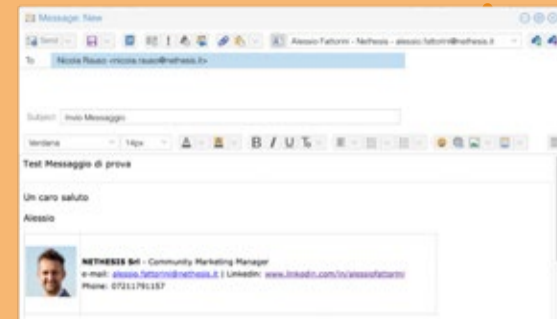 Message: New
Send
Alessio Fattorini - Nethesis - alessio.fattorini@nethesis.it
To Nicola Rauso <nicola.rauso@nethesis.it>
Subject: Invio Messaggio
Verdana 14px A A B I U
Test Messaggio di prova
Un caro saluto
Alessio
NETHESIS Srl - Community Marketing Manager
e-mail: alessio.fattorini@nethesis.it | Linkedin: www.linkedin.com/in/alessiofattorini
Phone: 07211791157